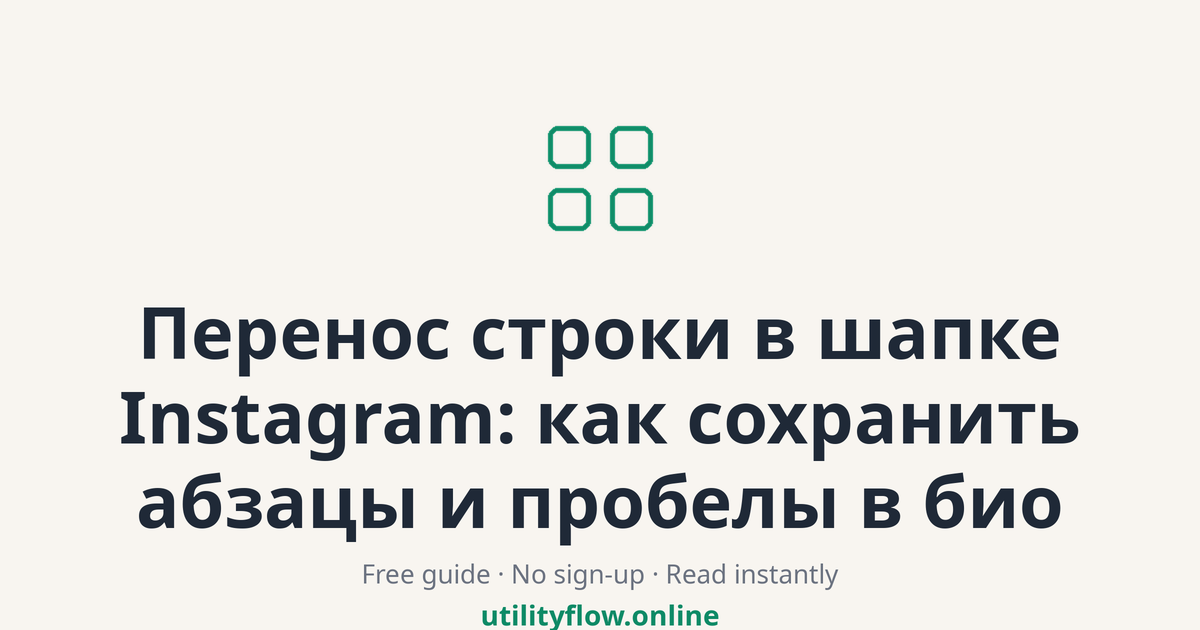 Перенос строки в шапке
Instagram: как сохранить
абзацы и пробелы в био
Free guide · No sign-up · Read instantly
utilityflow.online